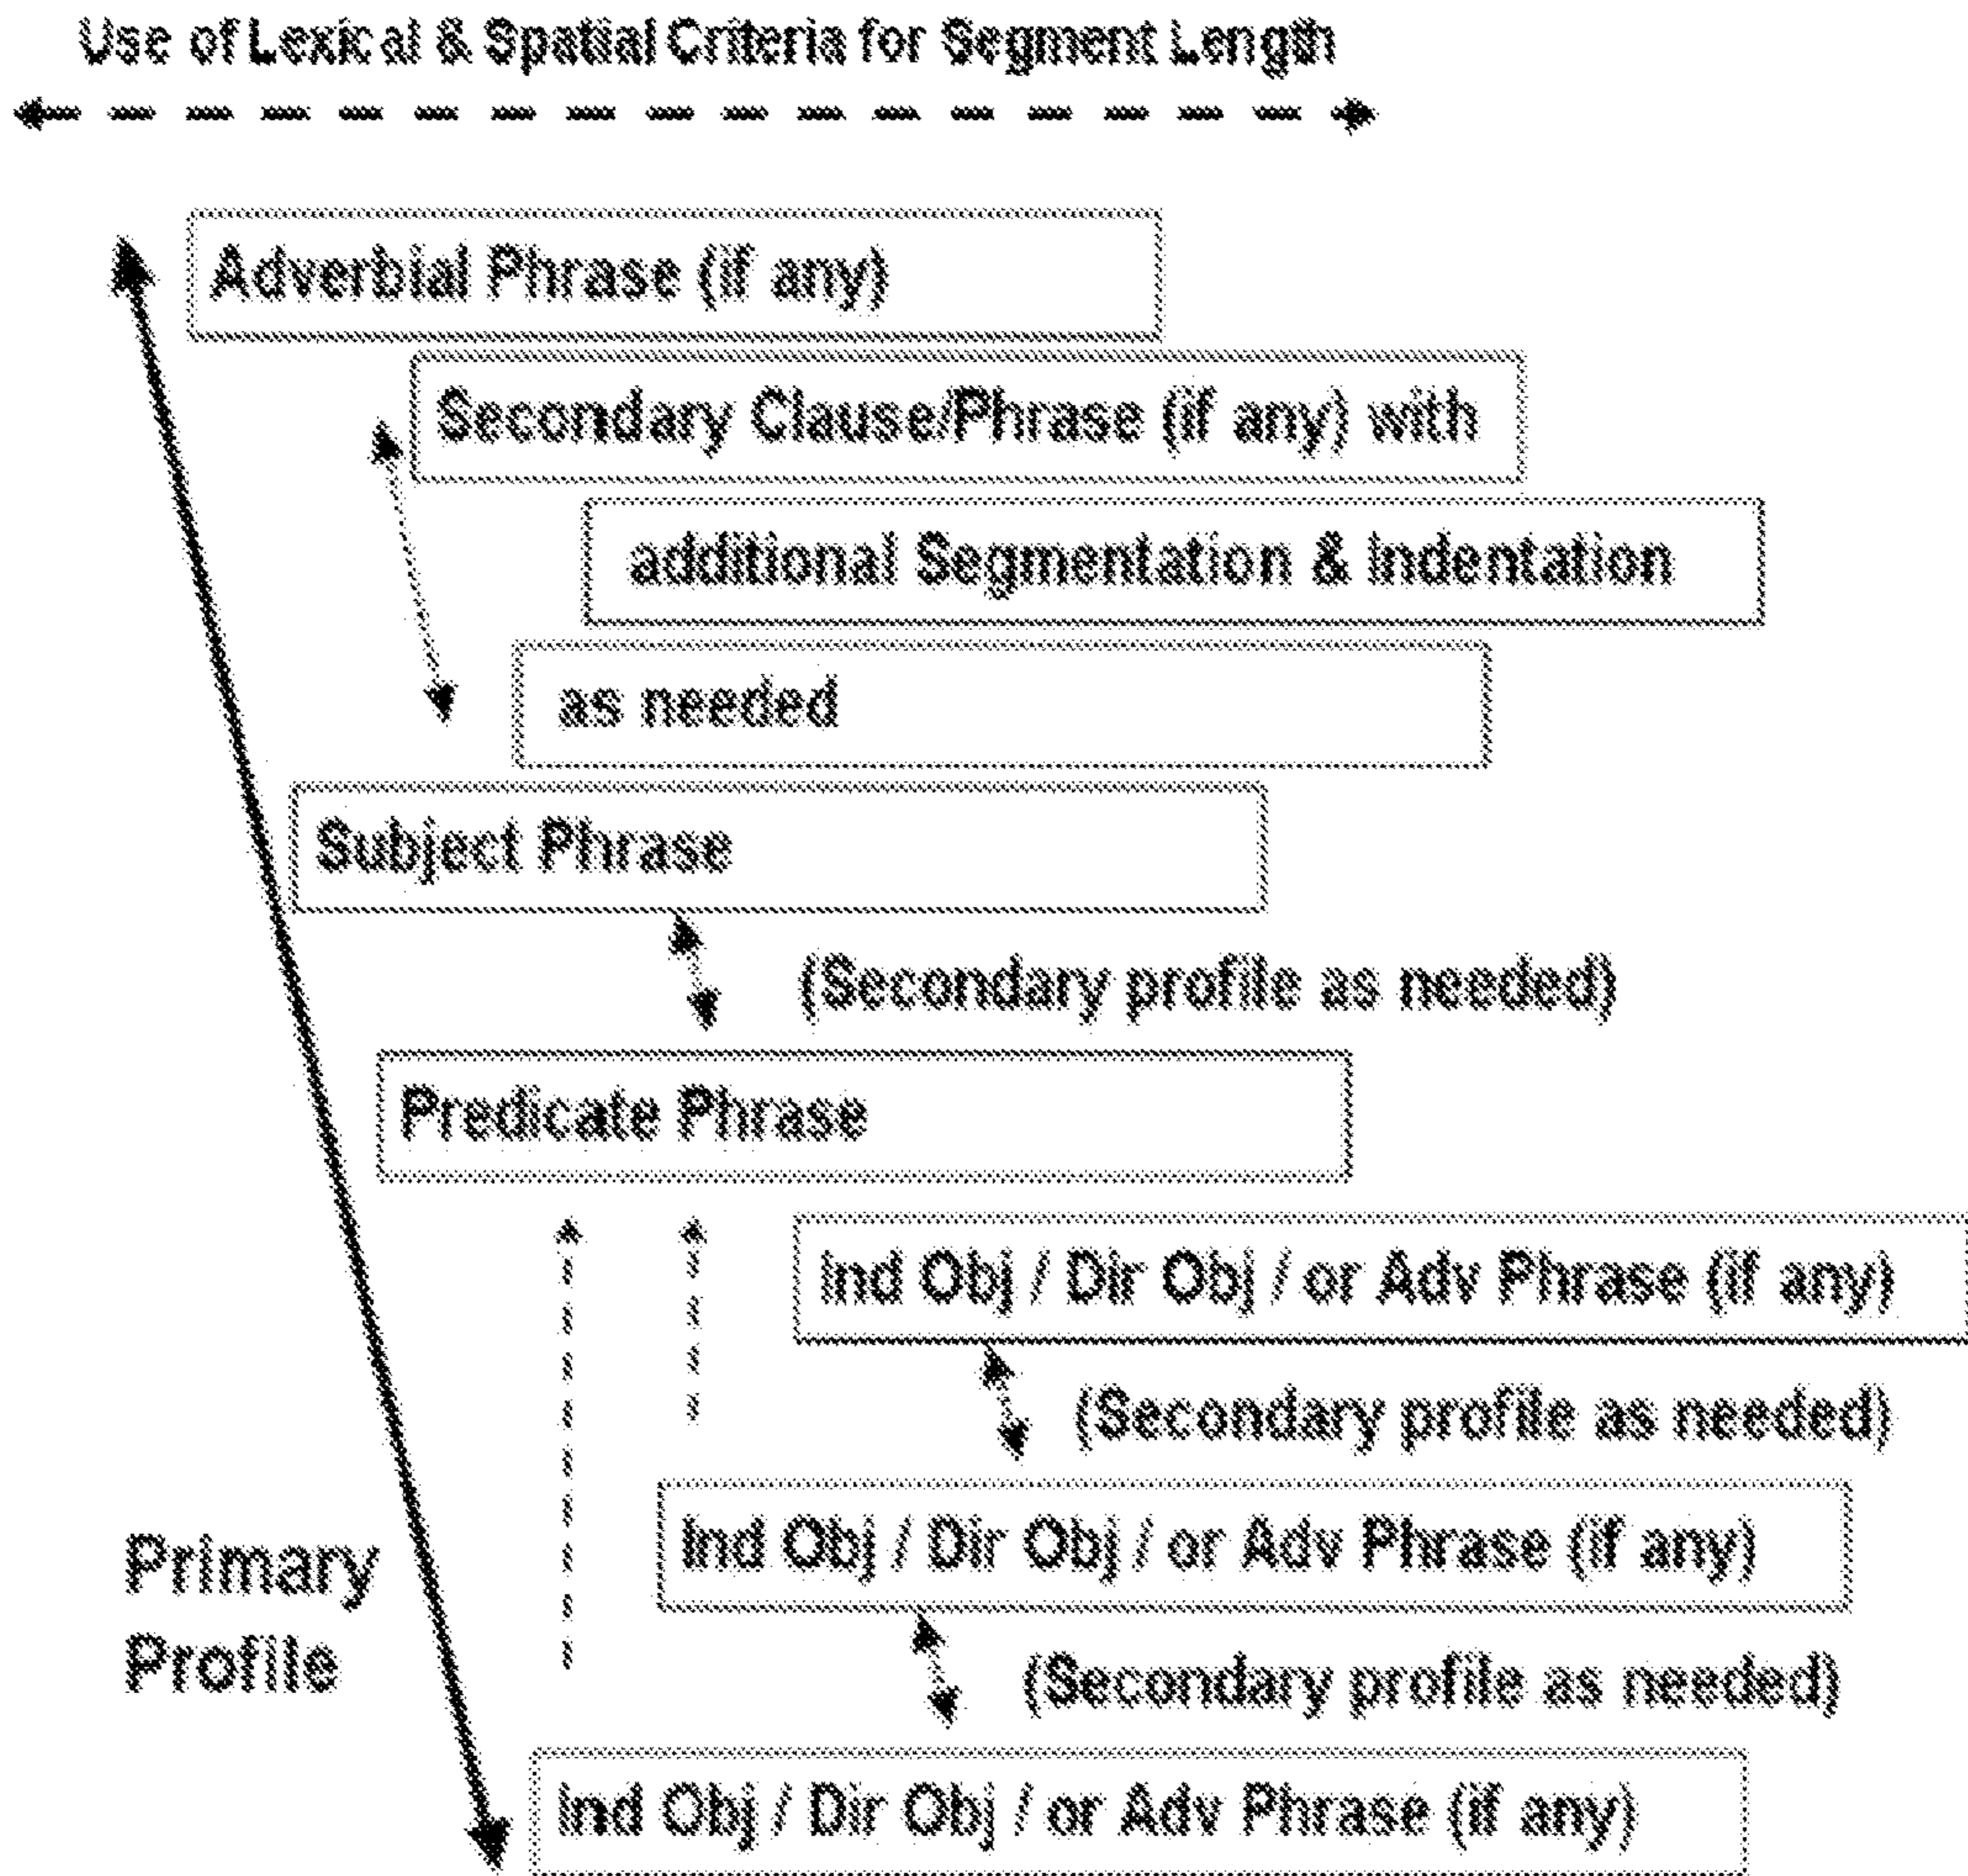 Use of Lexical & Spatial Criteria for Segment Length
Adverbial Phrase (if any)
Secondary Clause/Phrase (if any) with
additional Segmentation & Indentation
as needed
Subject Phrase
(Secondary profile as needed)
Predicate Phrase
Ind Obj / Dir Obj / or Adv Phrase (if any)
(Secondary profile as needed)
Ind Obj / Dir Obj / or Adv Phrase (if any)
(Secondary profile as needed)
Ind Obj / Dir Obj / or Adv Phrase (if any)
Primary
Profile